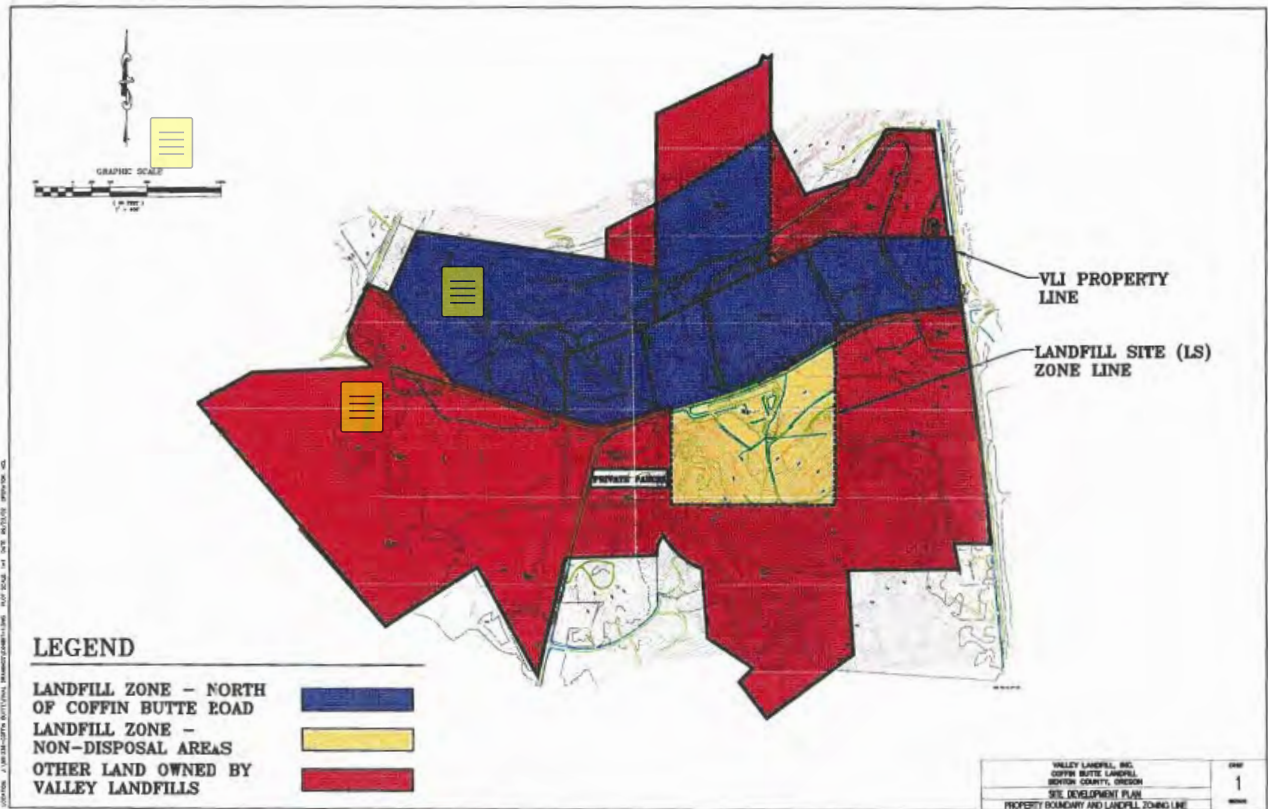 GRAPHIC SCALE
( IN FEET )
VLI PROPERTY
LINE
LANDFILL SITE (LS)
ZONE LINE
PRIVATE PARCEL
LEGEND
LANDFILL ZONE - NORTH
OF COFFIN BUTTE ROAD
LANDFILL ZONE -
NON-DISPOSAL AREAS
OTHER LAND OWNED BY
VALLEY LANDFILLS
VALLEY LANDFILL, INC.
COFFIN BUTTE LANDFILL
BENTON COUNTY, OREGON
SITE DEVELOPMENT PLAN
PROPERTY BOUNDARY AND LANDFILL ZONING LINE
1